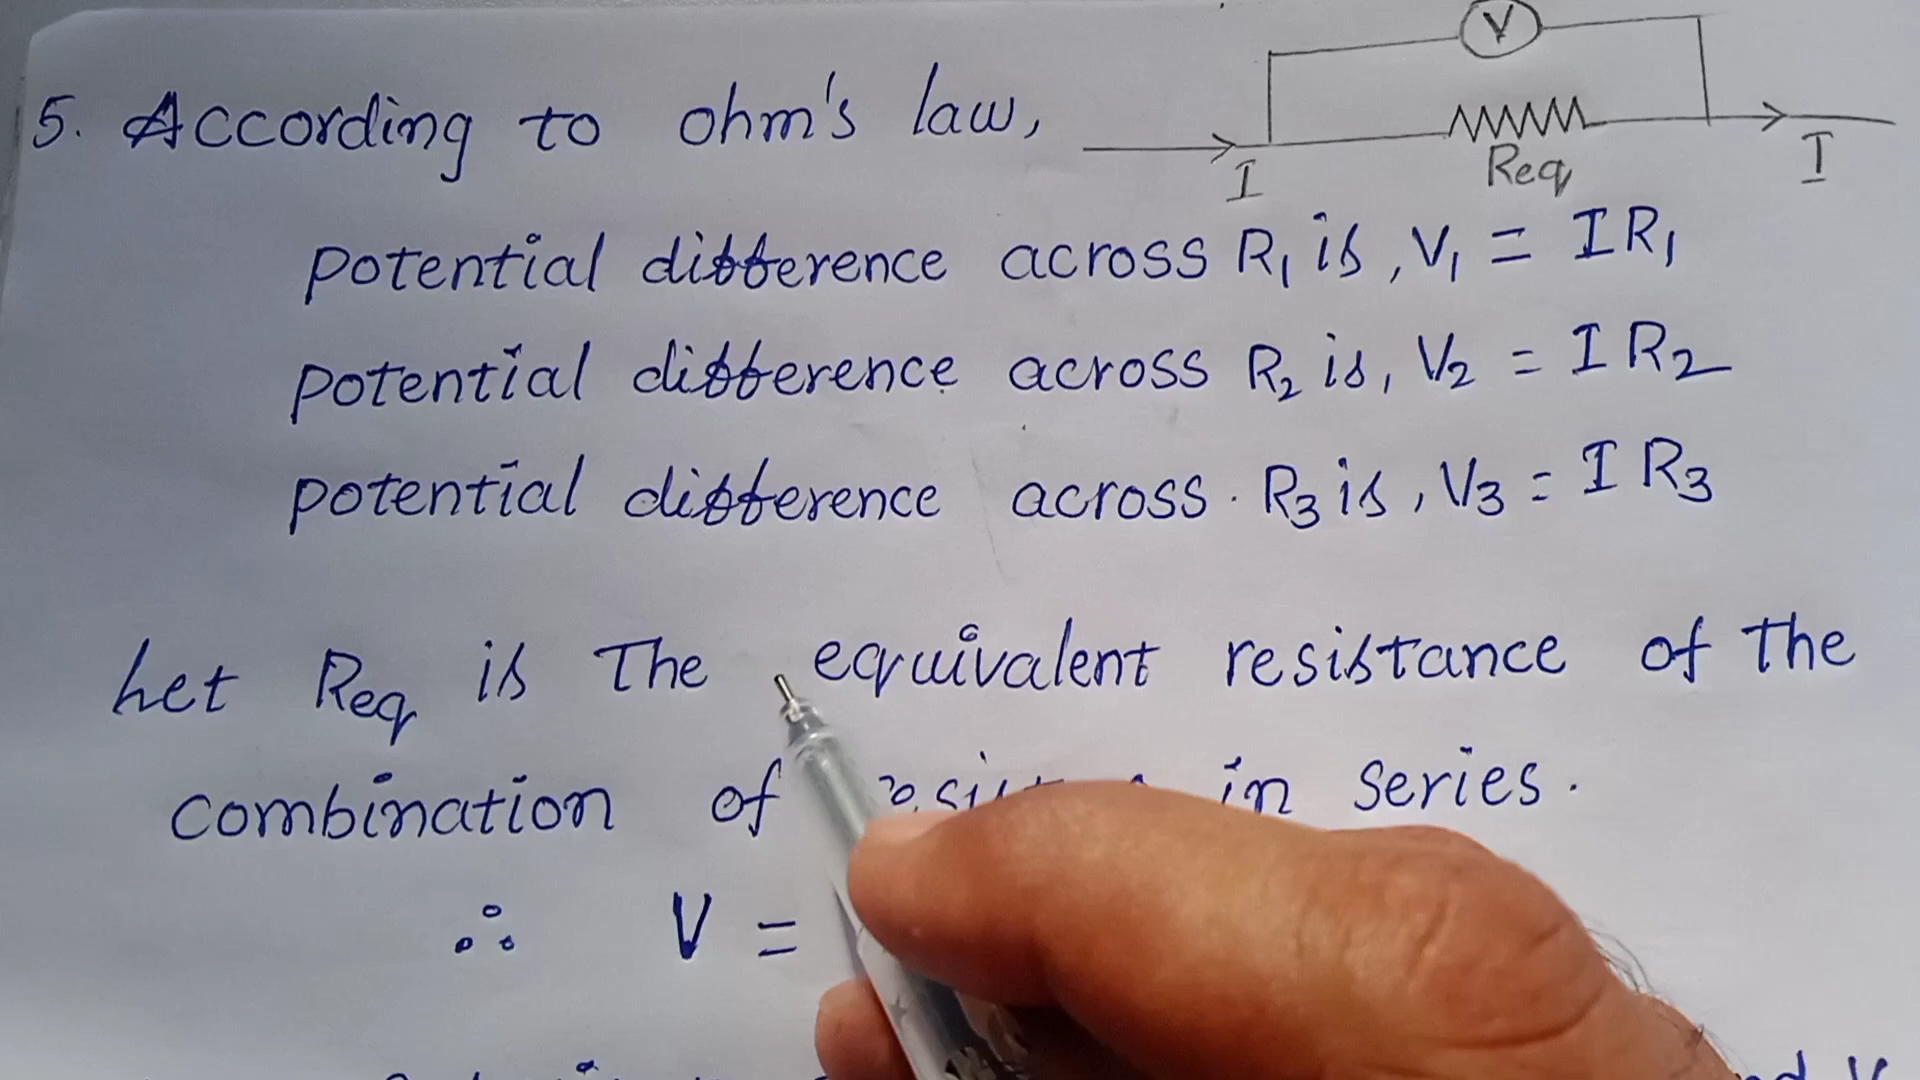 V
5. According to ohm's law,
I Req I
potential difference across R₁ is, V₁ = IR₁
potential difference across R₂ is, V₂ = IR₂
potential difference across R₃ is, V₃ = IR₃
Let Req is The equivalent resistance of The
combination of in series.
∴ V =